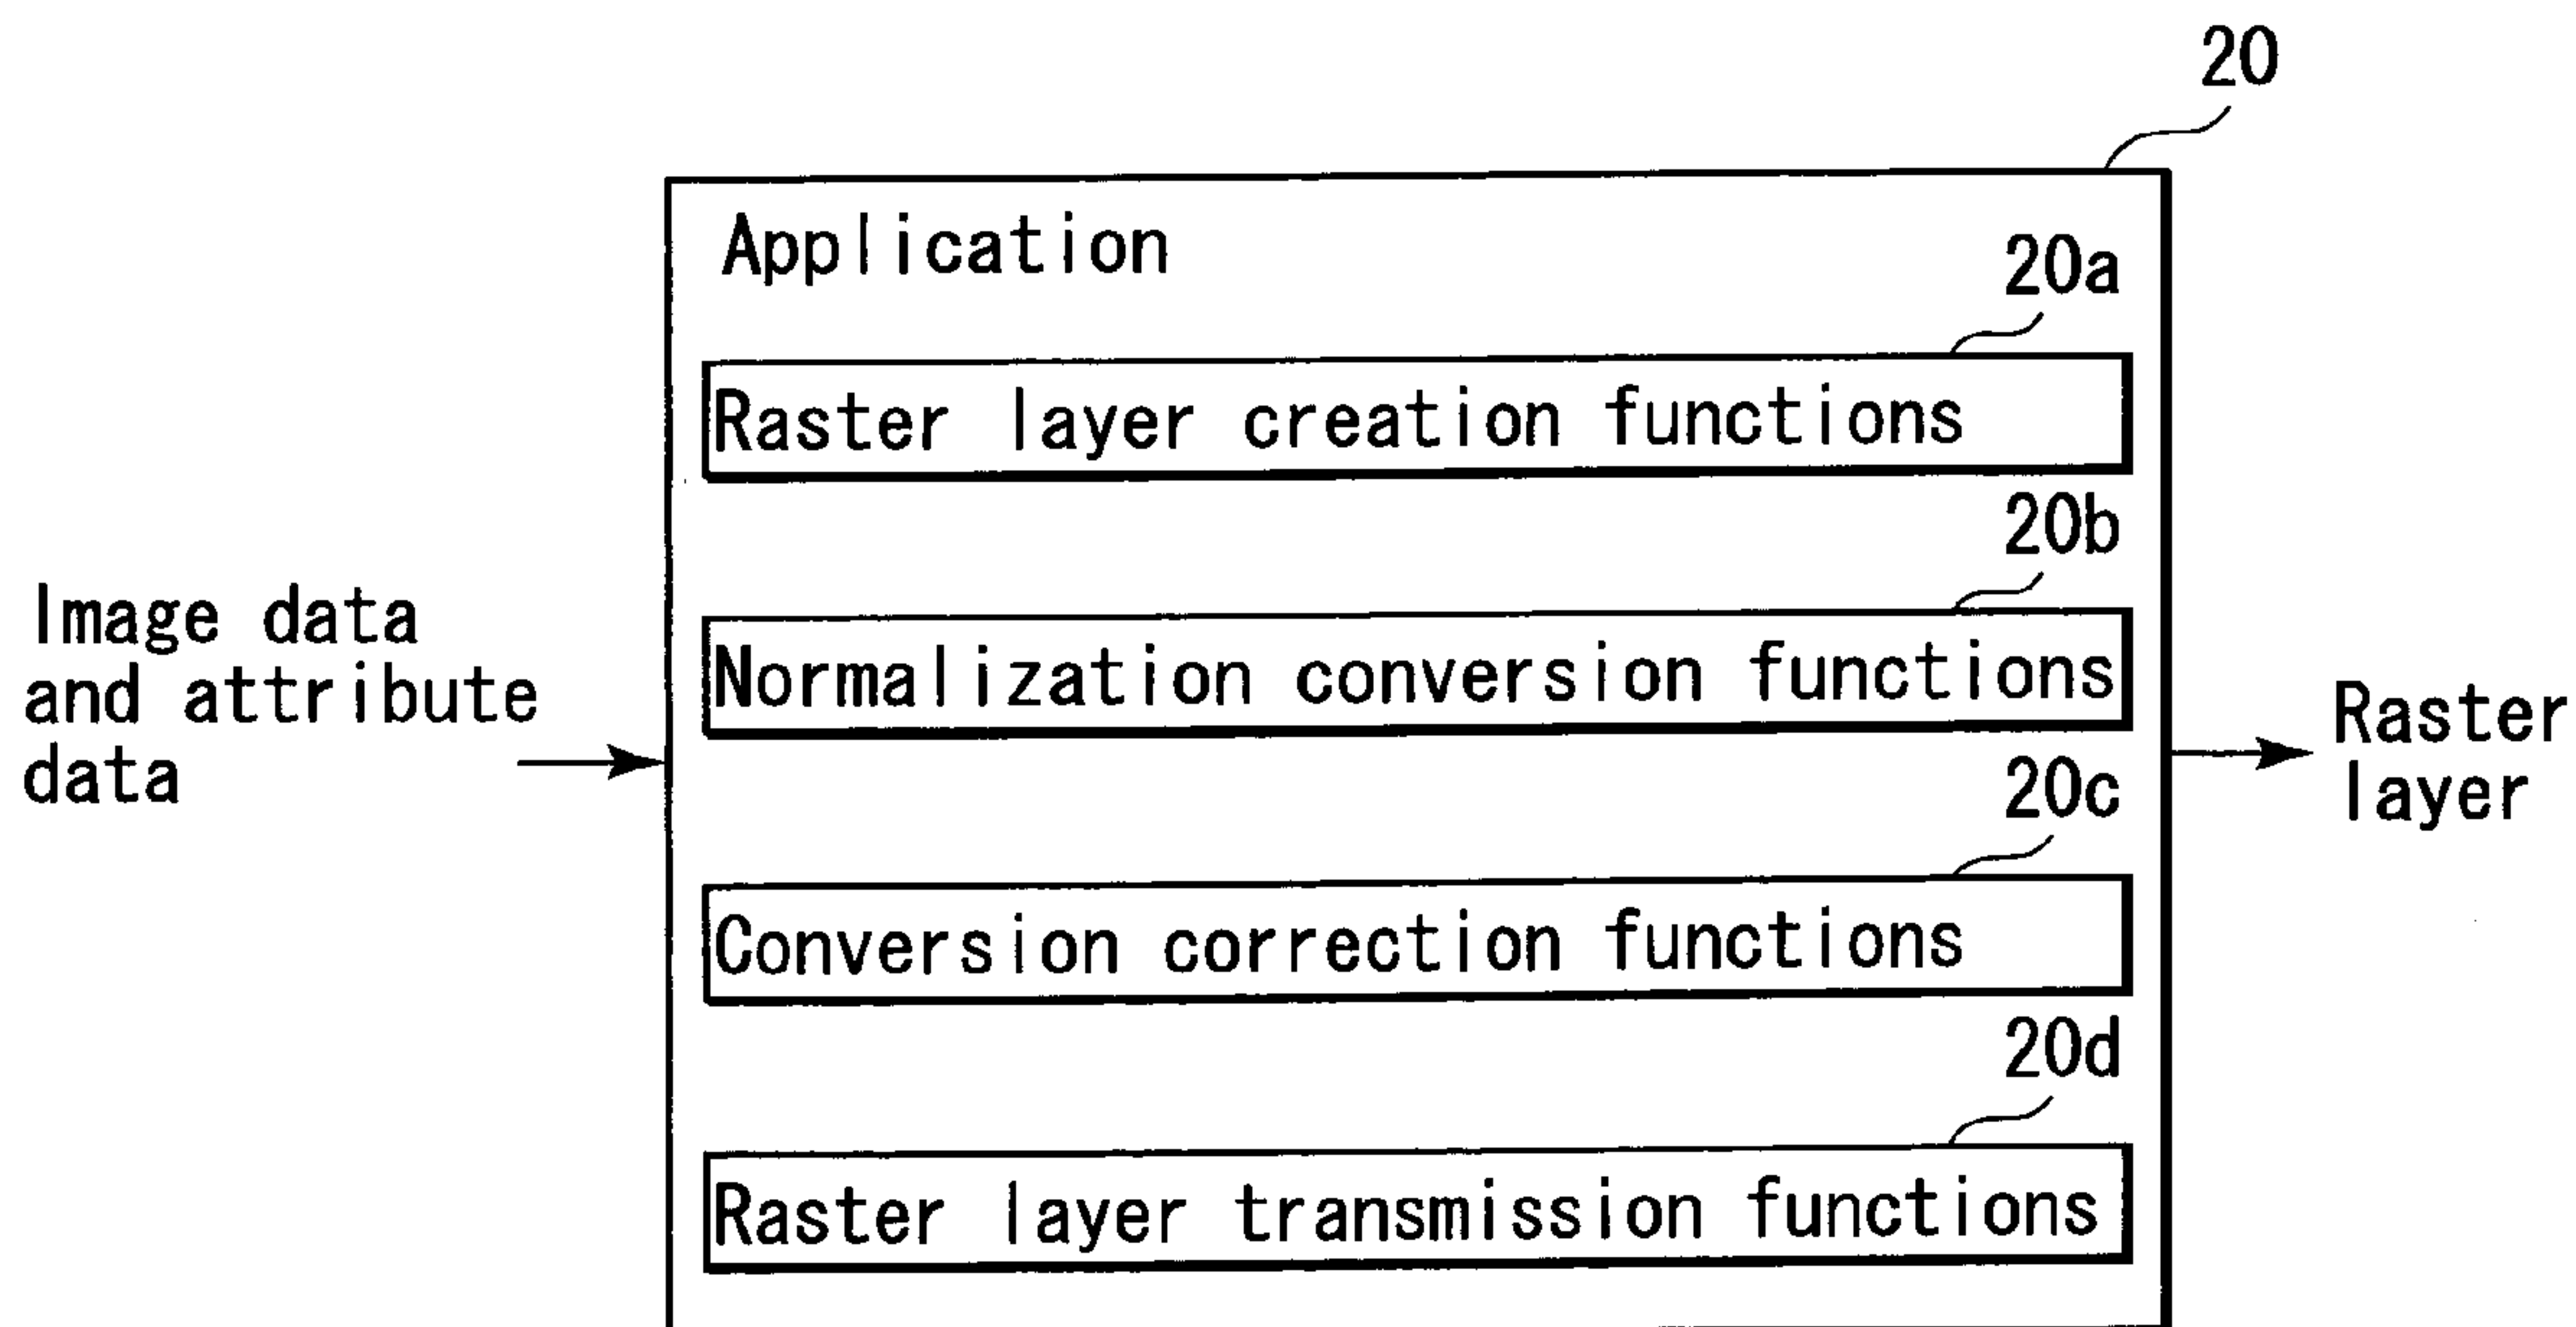 20
Application
20a
Raster layer creation functions
20b
Normalization conversion functions
Image data
and attribute
data
20c
Conversion correction functions
Raster
layer
20d
Raster layer transmission functions